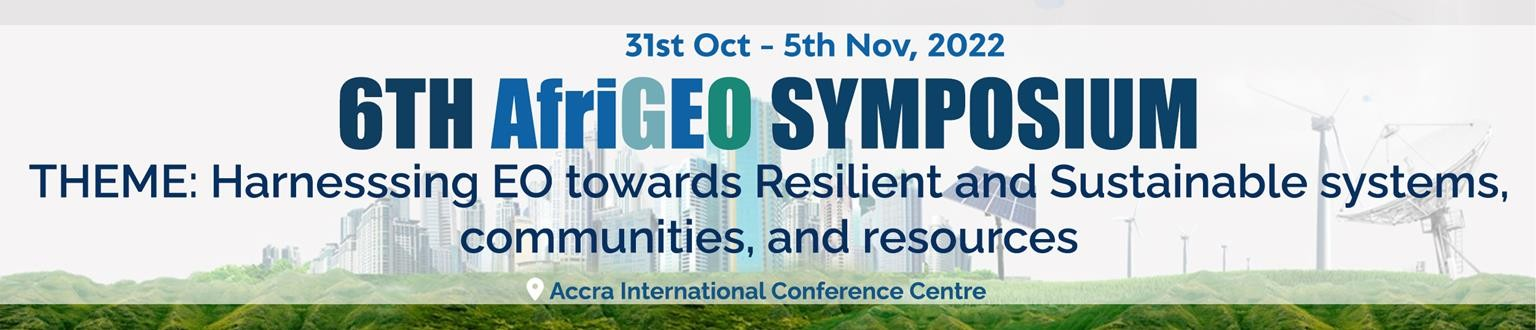 31st Oct - 5th Nov, 2022
6TH AfriGEO SYMPOSIUM
THEME: Harnesssing EO towards Resilient and Sustainable systems,
communities, and resources
Accra International Conference Centre